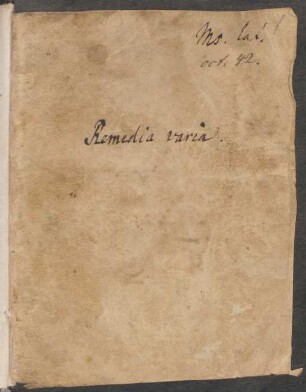 Ms. lat.
oct. 42.
Remedia varia.